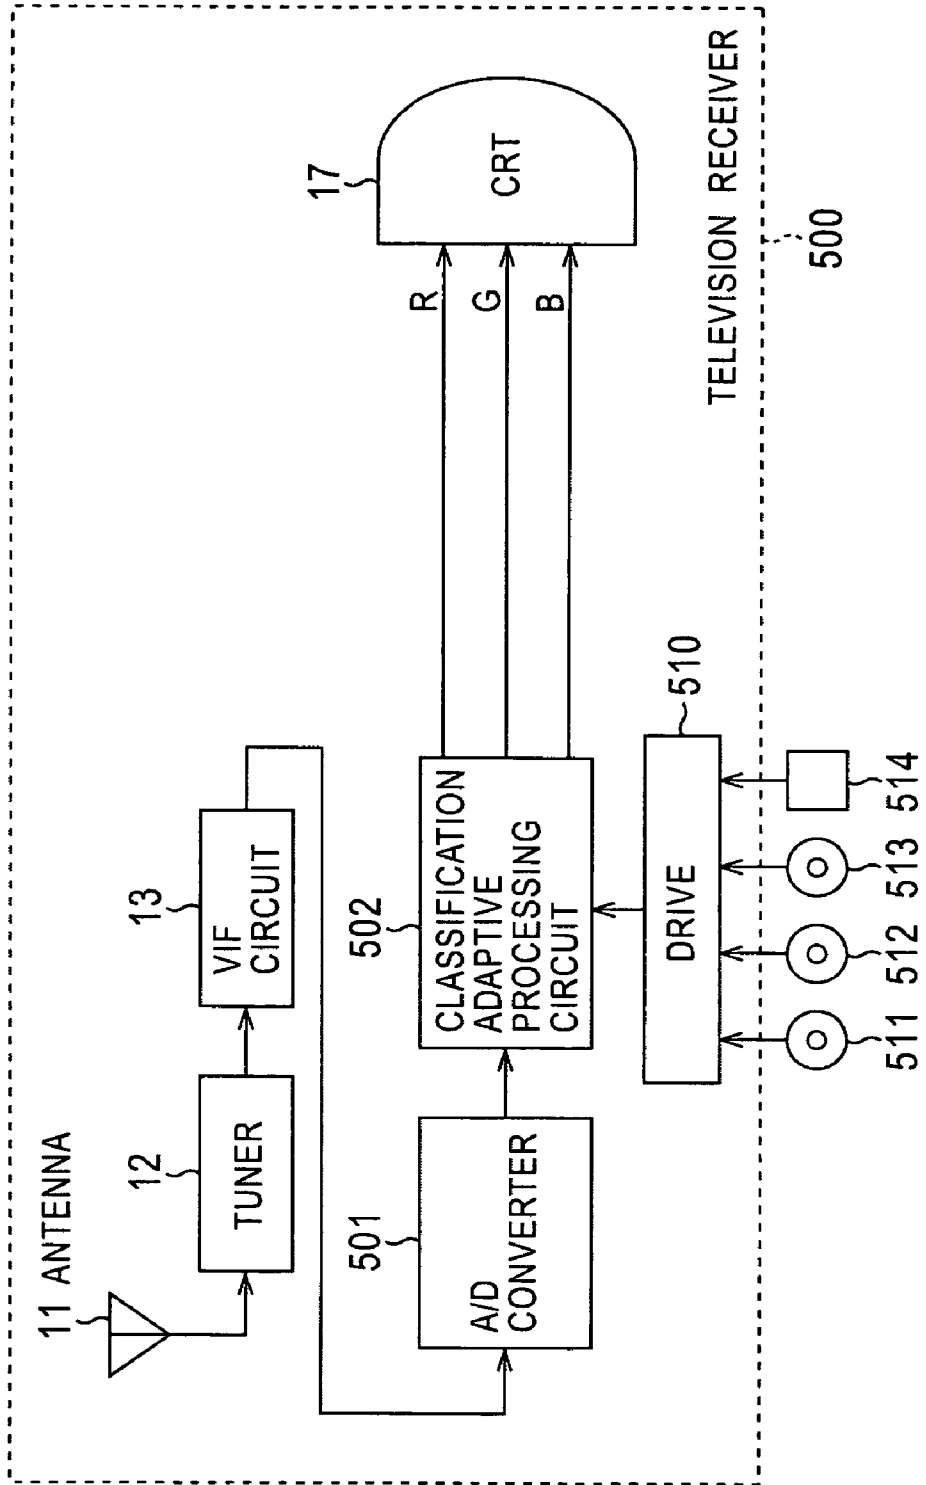 11 ANTENNA
12
TUNER
13
VIF
CIRCUIT
501
A/D
CONVERTER
502
CLASSIFICATION
ADAPTIVE
PROCESSING
CIRCUIT
R
G
B
17
CRT
510
DRIVE
511
512
513
514
TELEVISION RECEIVER
500